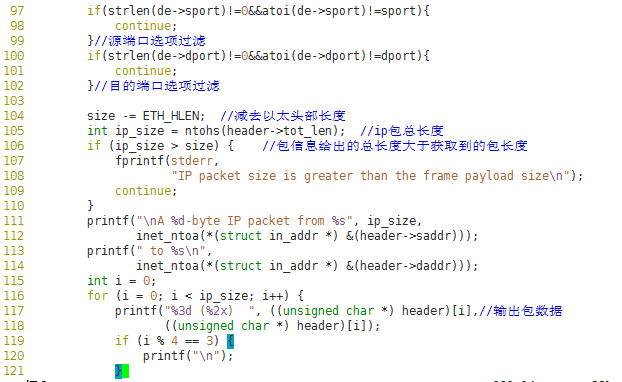 97 if(strlen(de->sport)!=0&&atoi(de->sport)!=sport){
98 continue;
99 }//源端口选项过滤
100 if(strlen(de->dport)!=0&&atoi(de->dport)!=dport){
101 continue;
102 }//目的端口选项过滤
103
104 size -= ETH_HLEN; //减去以太头部长度
105 int ip_size = ntohs(header->tot_len); //ip包总长度
106 if (ip_size > size) { //包信息给出的总长度大于获取到的包长度
107 fprintf(stderr,
108 "IP packet size is greater than the frame payload size\n");
109 continue;
110 }
111 printf("\nA %d-byte IP packet from %s", ip_size,
112 inet_ntoa(*(struct in_addr *) &(header->saddr)));
113 printf(" to %s\n",
114 inet_ntoa(*(struct in_addr *) &(header->daddr)));
115 int i = 0;
116 for (i = 0; i < ip_size; i++) {
117 printf("%3d (%2x)  ", ((unsigned char *) header)[i],//输出包数据
118 ((unsigned char *) header)[i]);
119 if (i % 4 == 3) {
120 printf("\n");
121 }